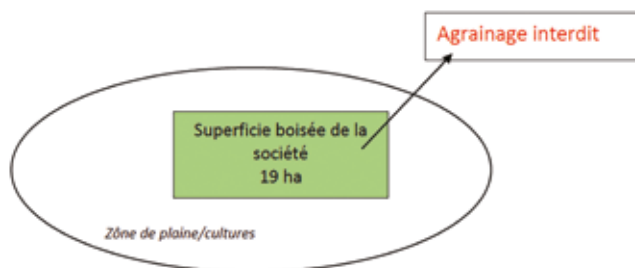 Agrainage interdit
Superficie boisée de la
société
19 ha
Zône de plaine/cultures